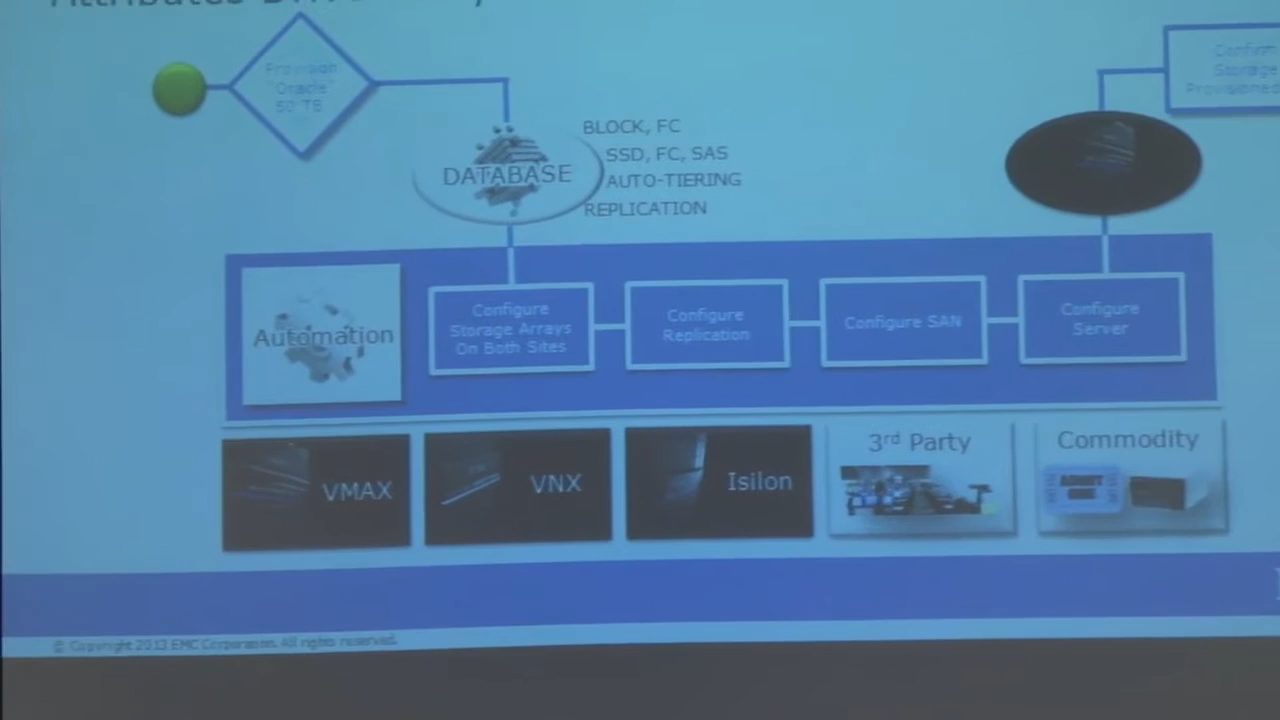 Provision
"Oracle"
50 TB
Confirm
Storage
Provisioned
BLOCK, FC
SSD, FC, SAS
AUTO-TIERING
REPLICATION
DATABASE
Automation
Configure
Storage Arrays
On Both Sites
Configure
Replication
Configure SAN
Configure
Server
VMAX
VNX
Isilon
3rd Party
Commodity
© Copyright 2013 EMC Corporation. All rights reserved.